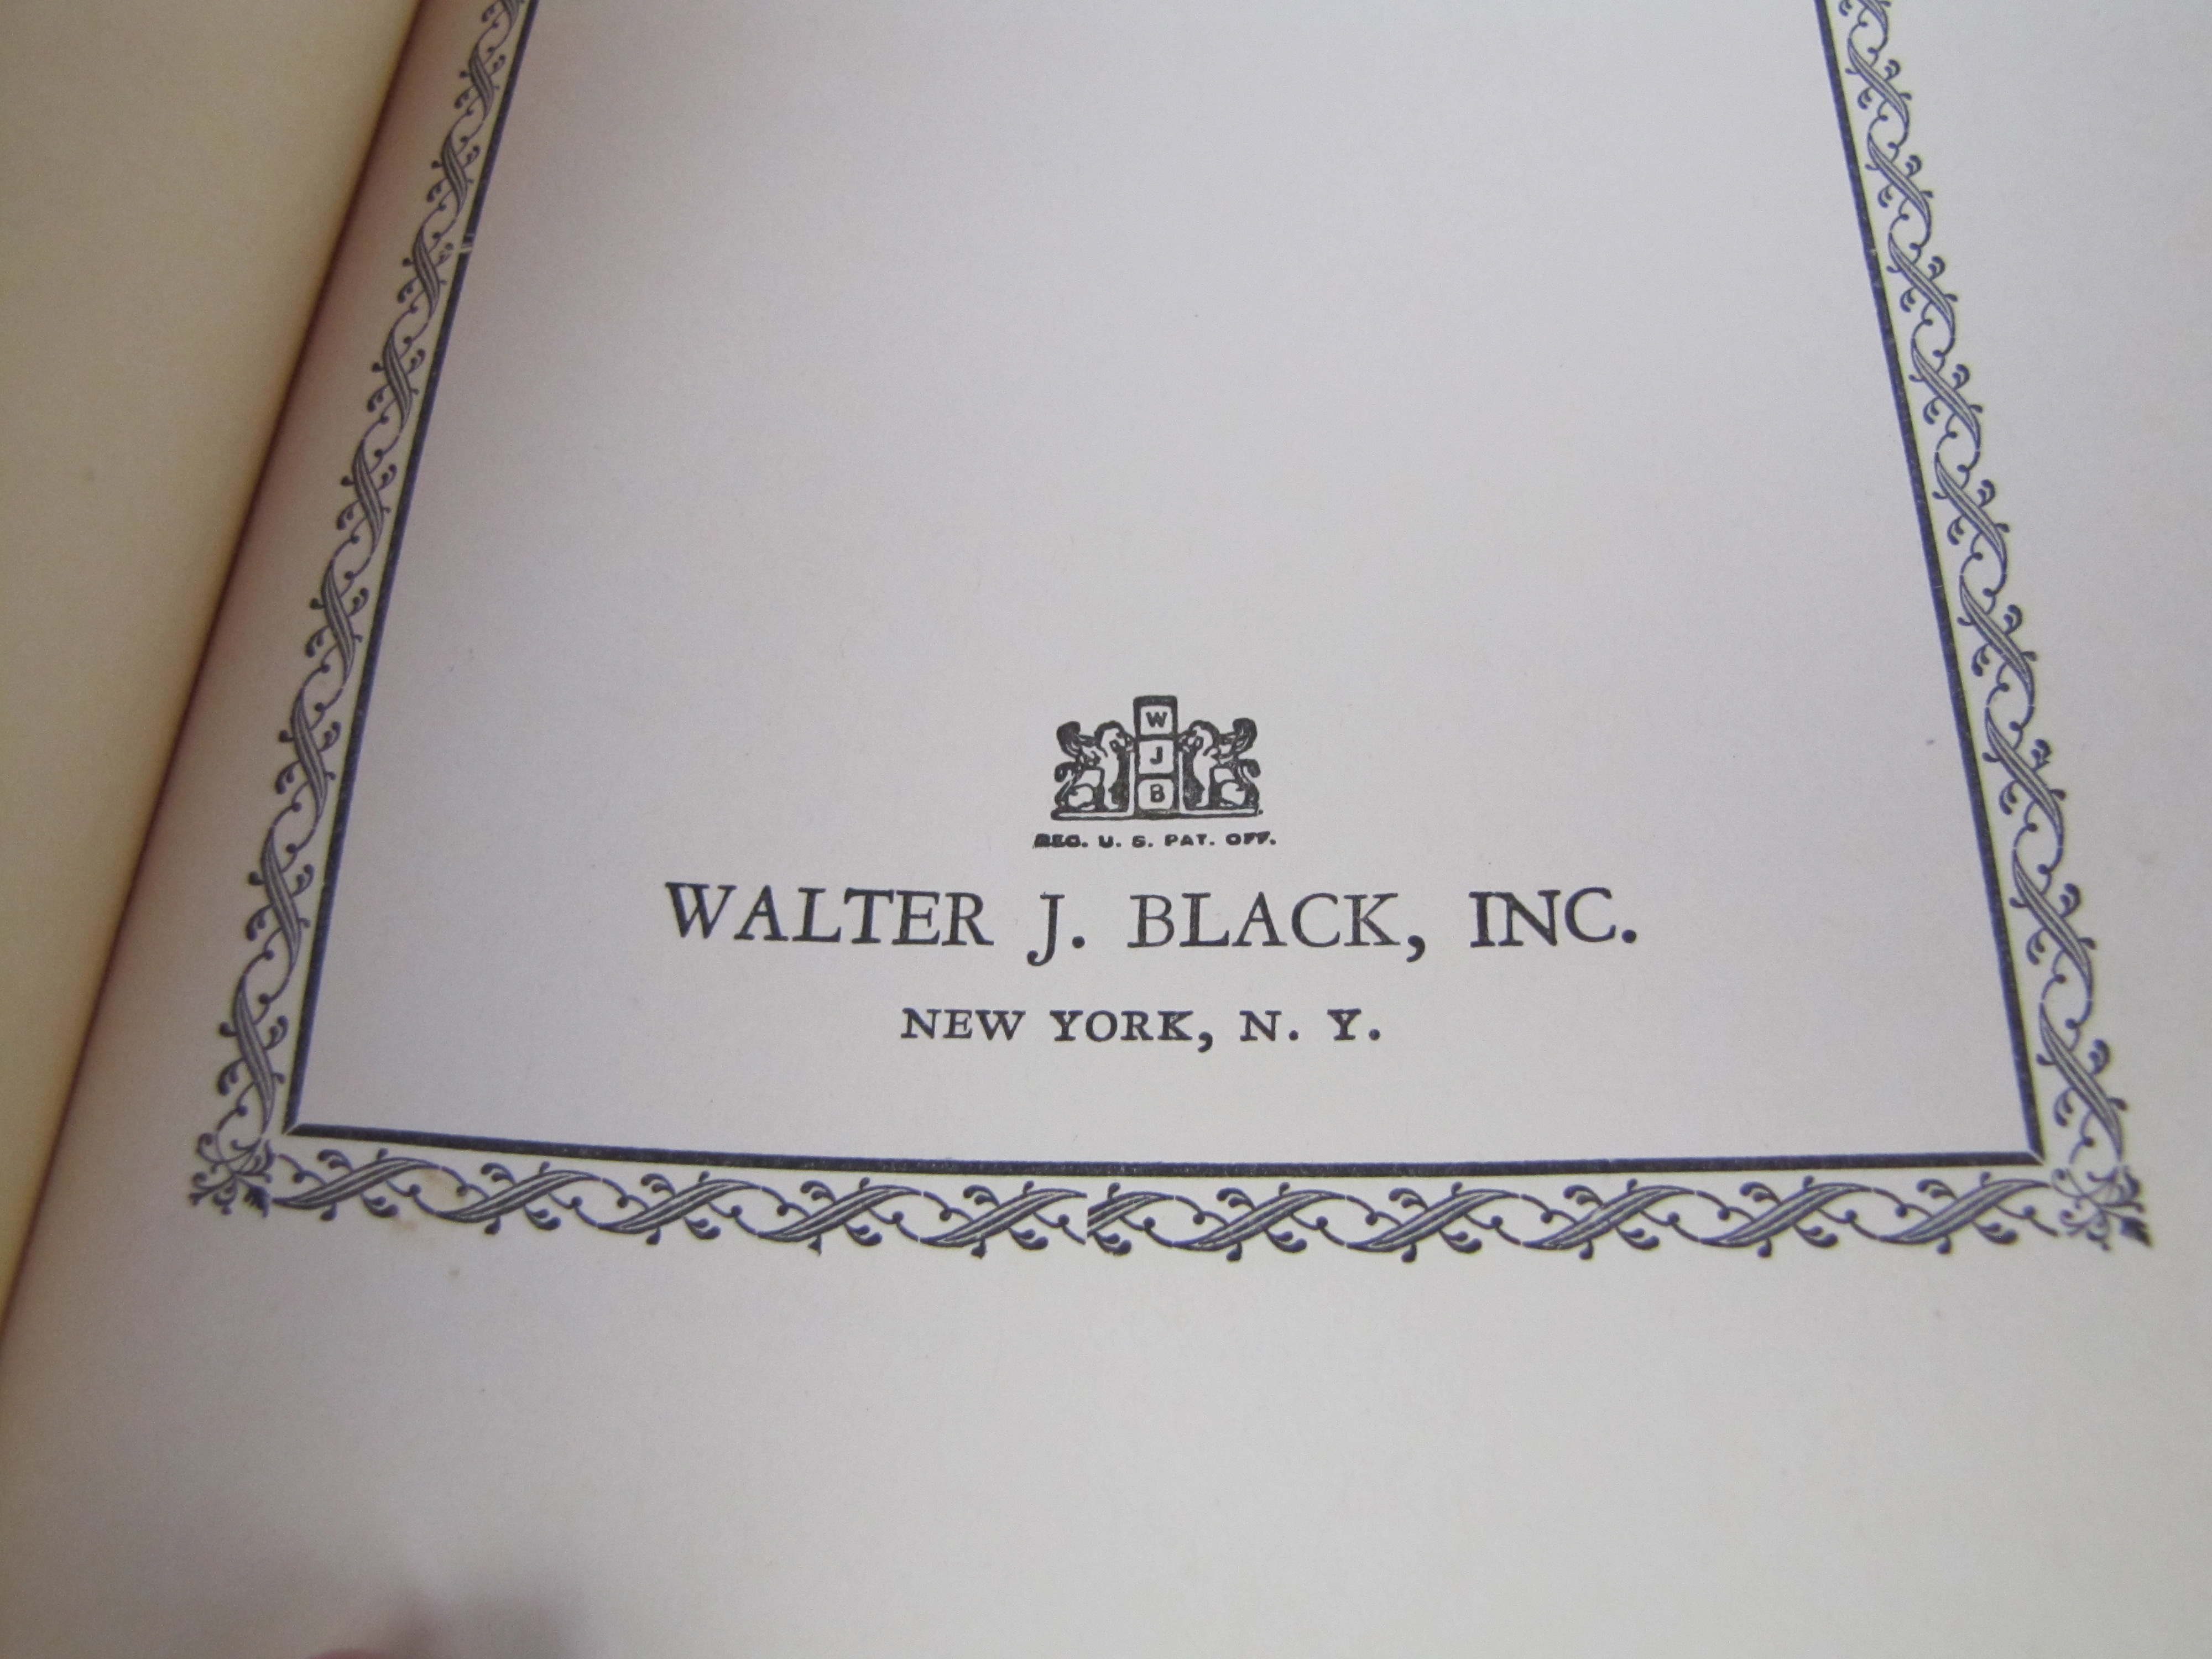 W
J
B
REG. U. S. PAT. OFF.
WALTER J. BLACK, INC.
NEW YORK, N. Y.